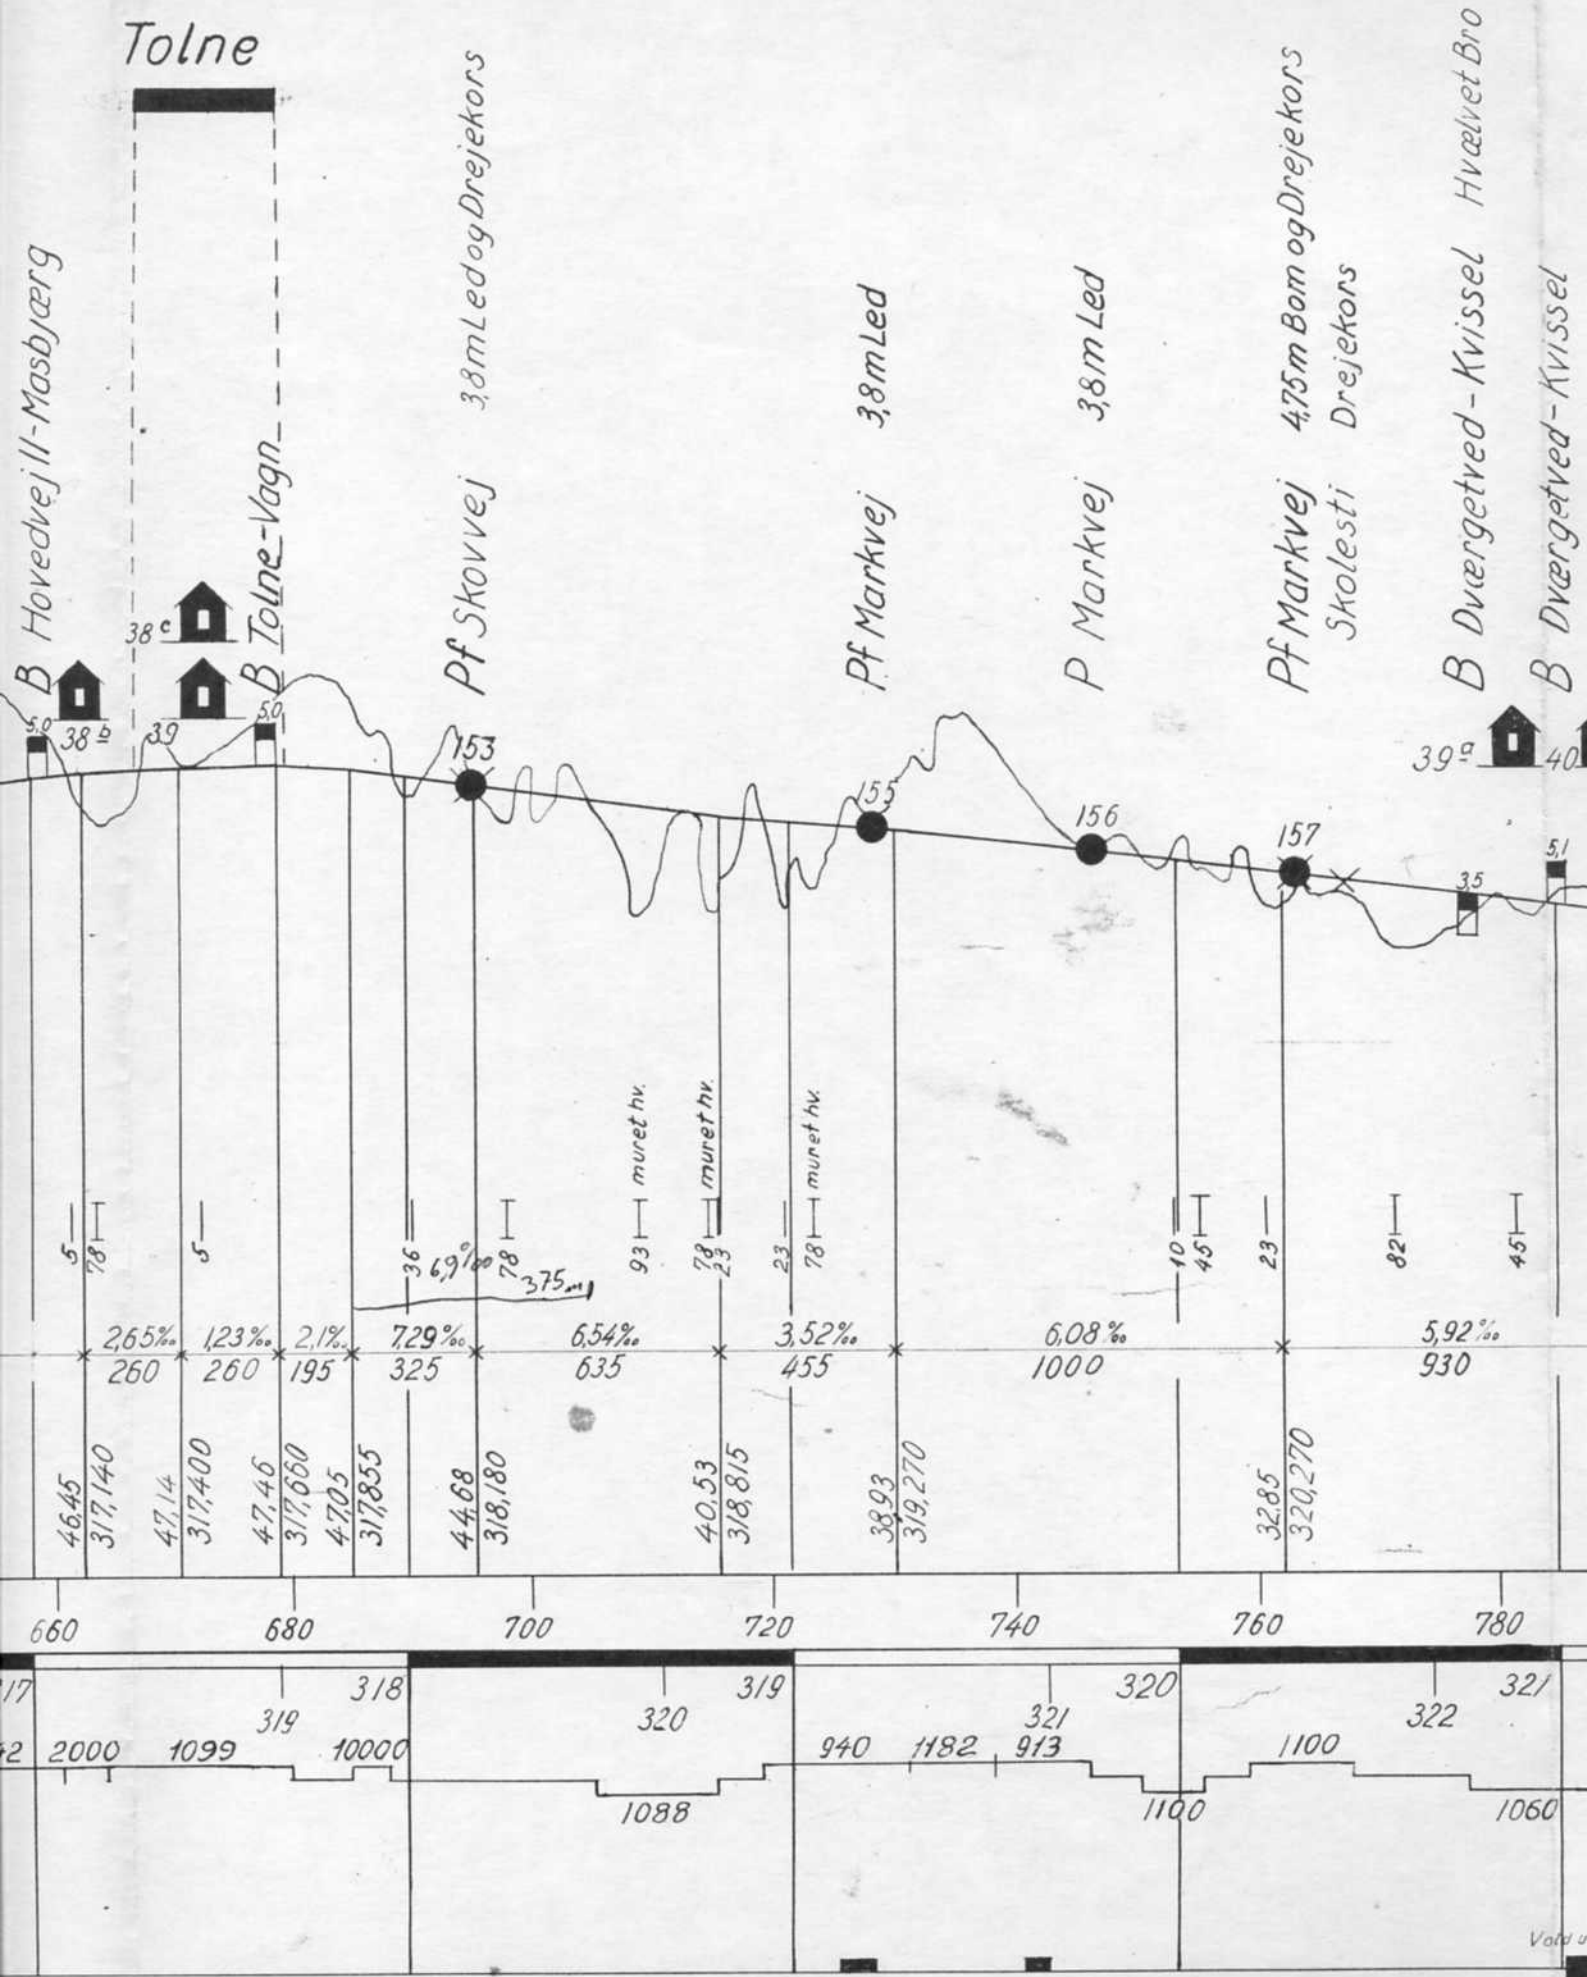 Tolne
B Hovedvej 11-Masbjærg
B Tolne-Vagn
Pf Skovvej 3,8m Led og Drejekors
Pf Markvej 3,8m Led
P Markvej 3,8m Led
Pf Markvej 4,75m Bom og Drejekors
Skolesti Drejekors
B Dværgetved-Kvissel Hvælvet Bro
B Dværgetved-Kvissel
38 c
5,0 38 b 39 5,0
153
155
156
157
39 a 40
3,5
5,1
muret hv. muret hv. muret hv.
5 78 5 36 78 93 78 23 23 78 10 45 23 82 45
6,9‰ 375m
2,65‰ 1,23‰ 2,1‰ 7,29‰ 6,54‰ 3,52‰ 6,08‰ 5,92‰
260 260 195 325 635 455 1000 930
46,45 317,140 47,14 317,400 47,46 317,660 47,05 317,855 44,68 318,180 40,53 318,815 38,93 319,270 32,85 320,270
660 680 700 720 740 760 780
17 318 319 320 321
319 320 321 322
42 2000 1099 10000 940 1182 913 1100
1088 1100 1060